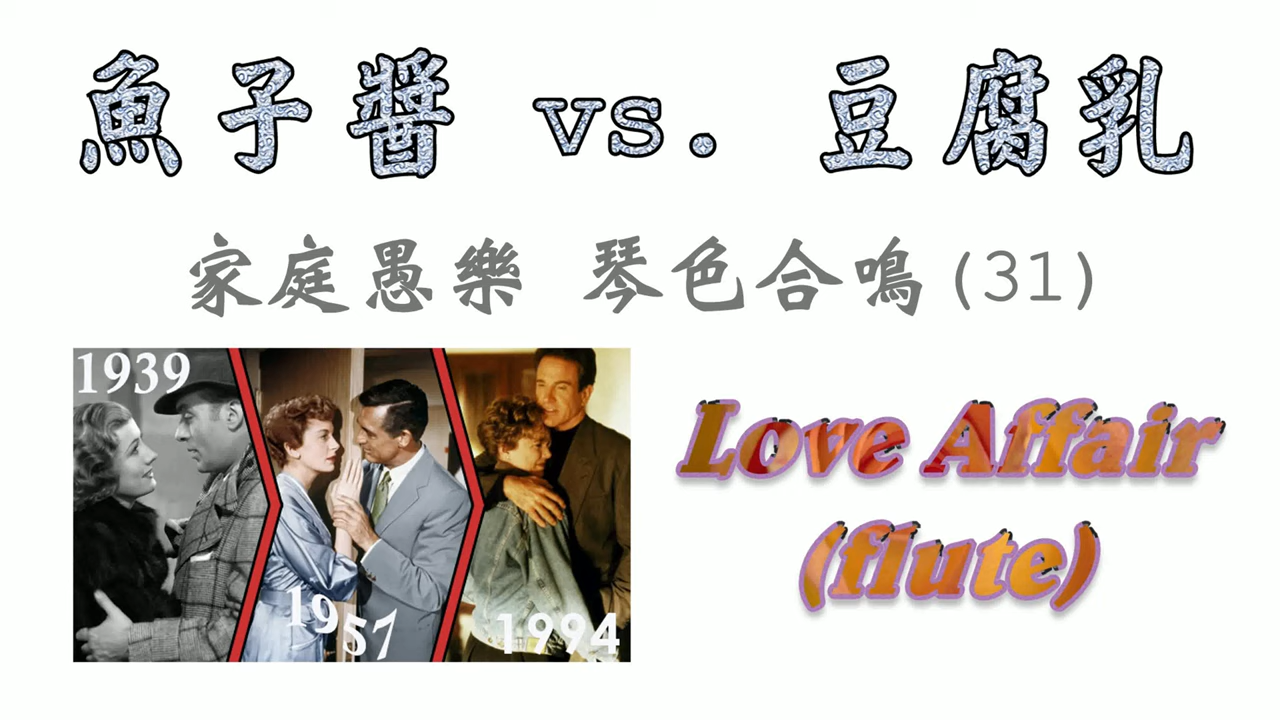 魚子醬 vs. 豆腐乳
家庭愚樂 琴色合鳴(31)
1939
1957
1994
Love Affair
(flute)